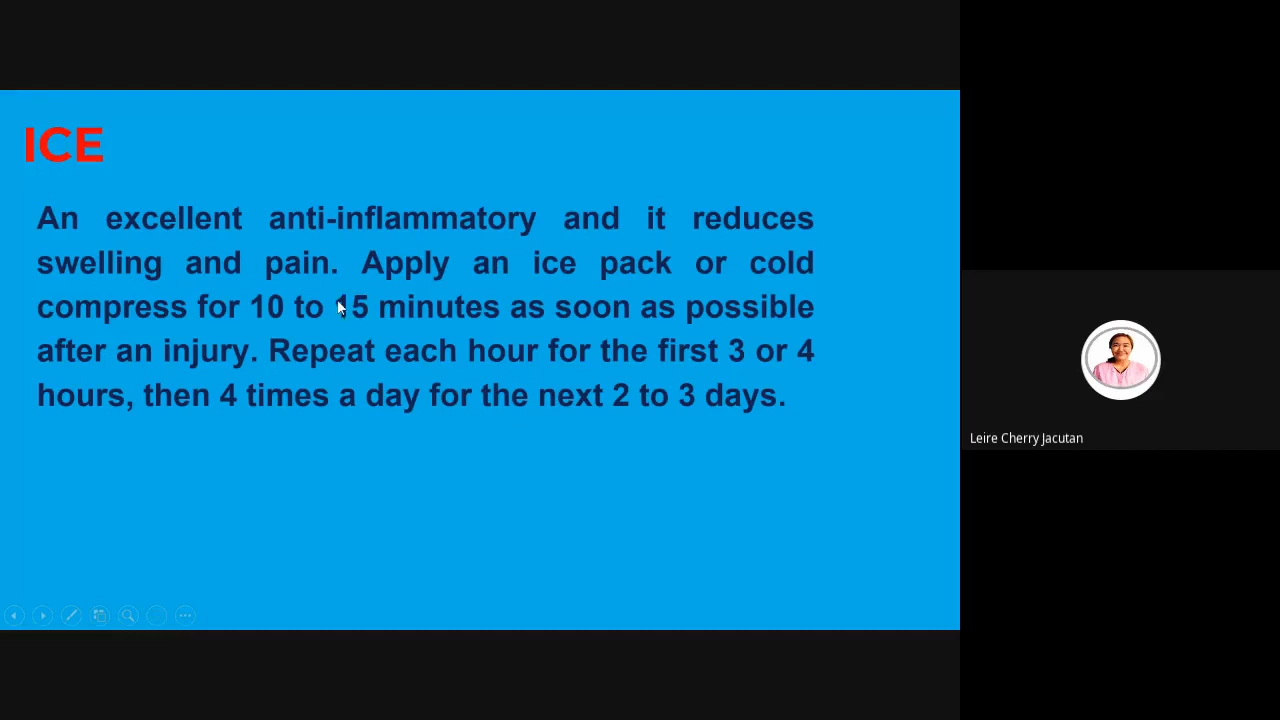 ICE
An excellent anti-inflammatory and it reduces
swelling and pain. Apply an ice pack or cold
compress for 10 to 15 minutes as soon as possible
after an injury. Repeat each hour for the first 3 or 4
hours, then 4 times a day for the next 2 to 3 days.
Leire Cherry Jacutan